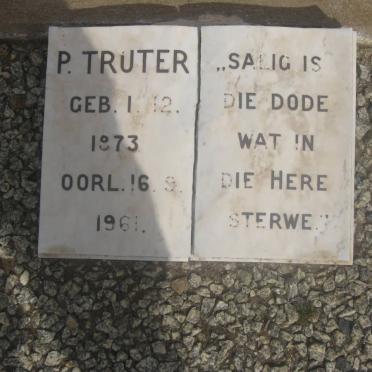 P. TRUTER
GEB. 1.12.
1873
OORL. 16.9.
1961.
„SALIG IS
DIE DODE
WAT IN
DIE HERE
STERWE."